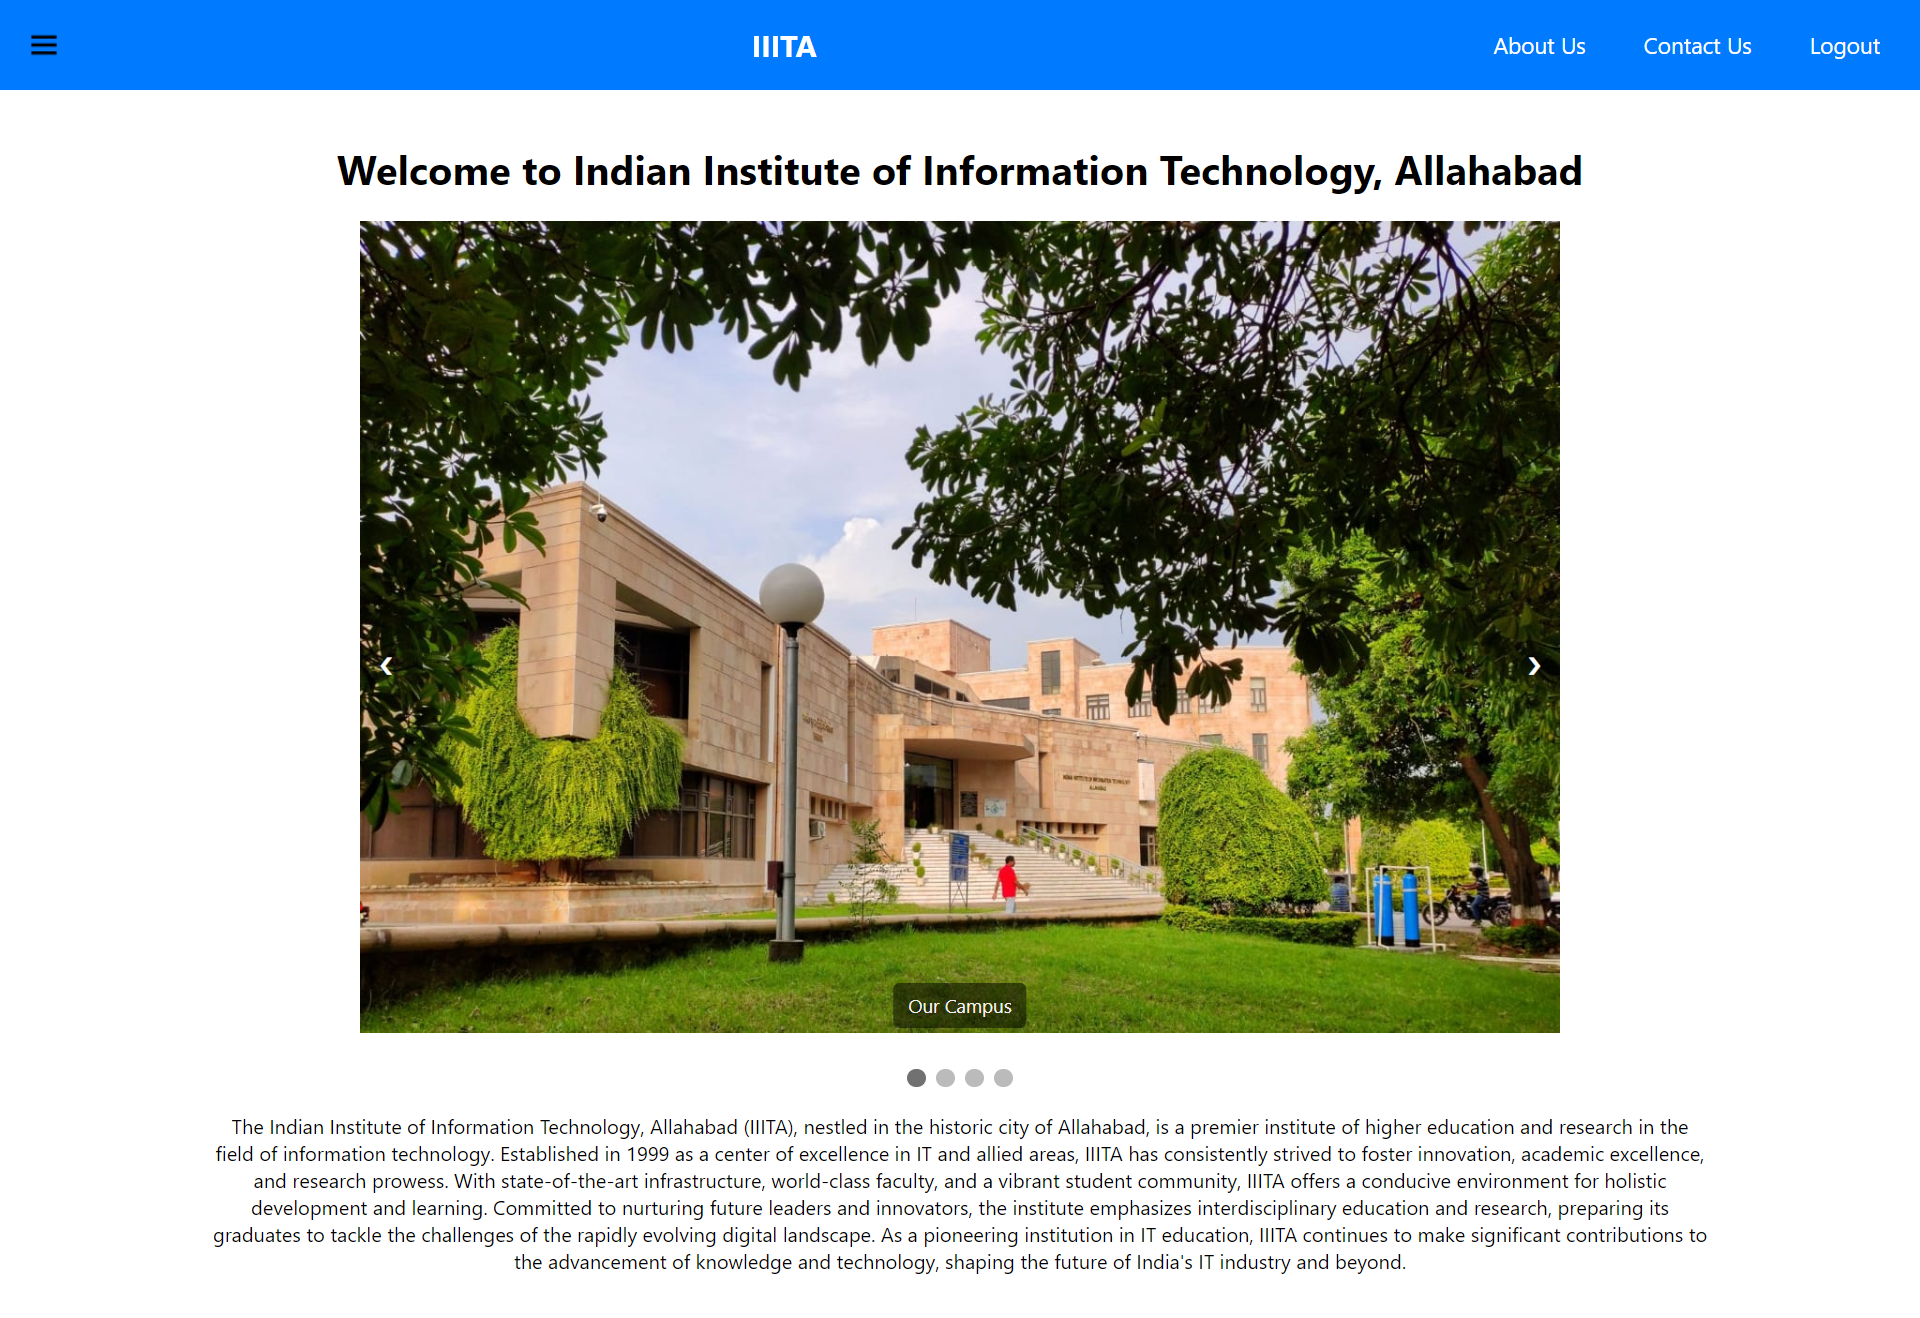 IIITA
About Us
Contact Us
Logout
Welcome to Indian Institute of Information Technology, Allahabad
INDIAN INSTITUTE OF INFORMATION TECHNOLOGY
ALLAHABAD
Our Campus
The Indian Institute of Information Technology, Allahabad (IIITA), nestled in the historic city of Allahabad, is a premier institute of higher education and research in the
field of information technology. Established in 1999 as a center of excellence in IT and allied areas, IIITA has consistently strived to foster innovation, academic excellence,
and research prowess. With state-of-the-art infrastructure, world-class faculty, and a vibrant student community, IIITA offers a conducive environment for holistic
development and learning. Committed to nurturing future leaders and innovators, the institute emphasizes interdisciplinary education and research, preparing its
graduates to tackle the challenges of the rapidly evolving digital landscape. As a pioneering institution in IT education, IIITA continues to make significant contributions to
the advancement of knowledge and technology, shaping the future of India's IT industry and beyond.